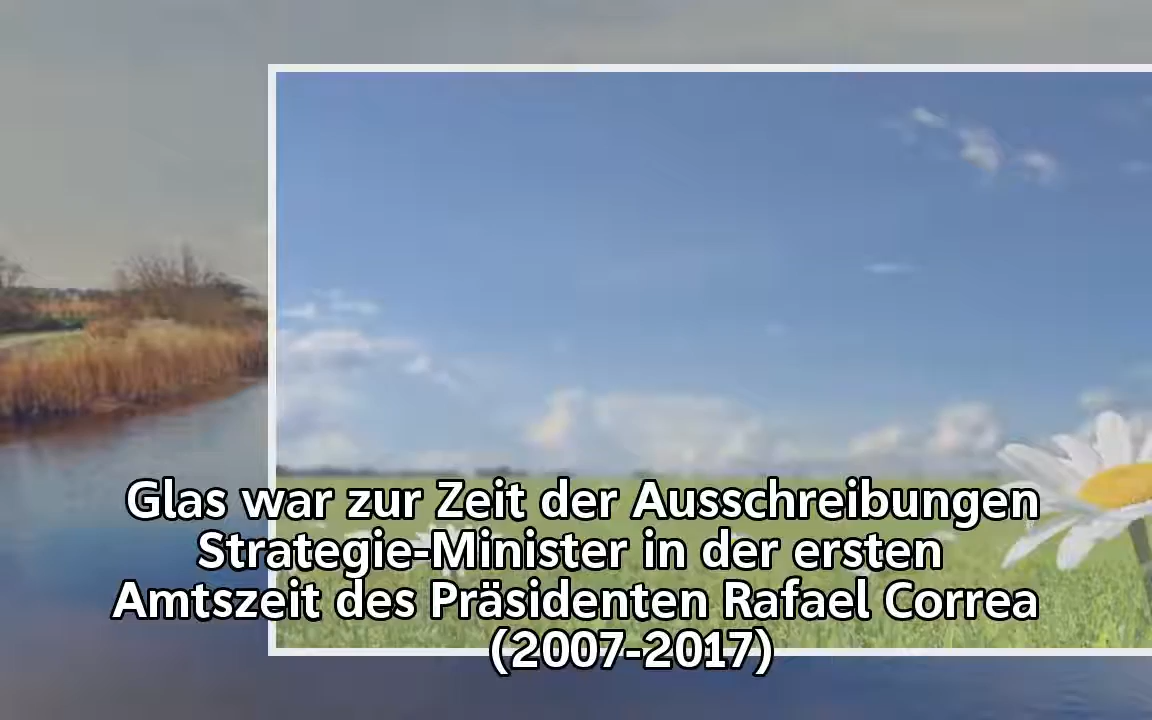 Glas war zur Zeit der Ausschreibungen
Strategie-Minister in der ersten
Amtszeit des Präsidenten Rafael Correa
(2007-2017)